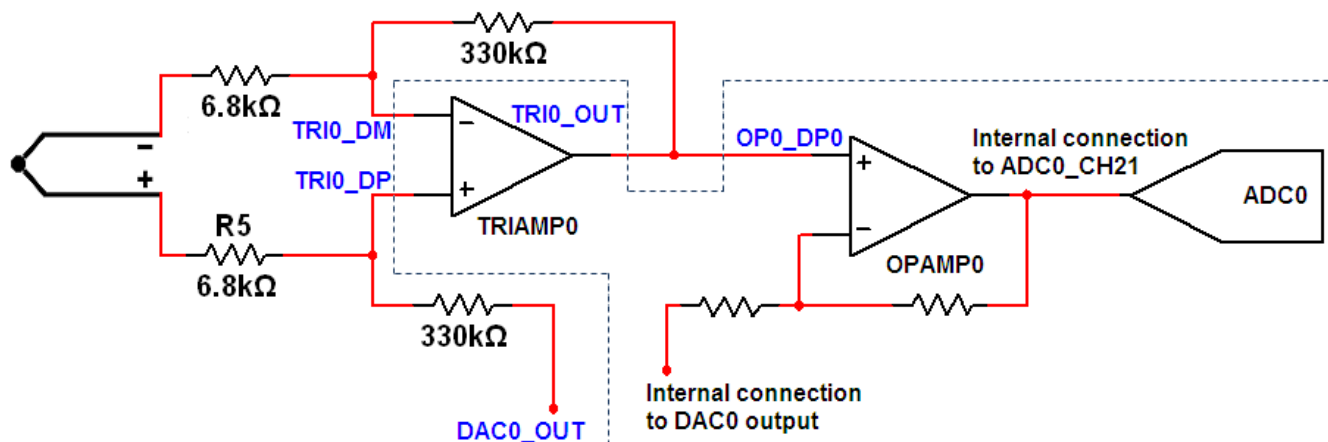 330kΩ
6.8kΩ
TRI0_DM
TRI0_OUT
−
−
+
TRI0_DP
+
TRIAMP0
R5
6.8kΩ
330kΩ
DAC0_OUT
OP0_DP0
+
−
OPAMP0
Internal connection
to ADC0_CH21
ADC0
Internal connection
to DAC0 output